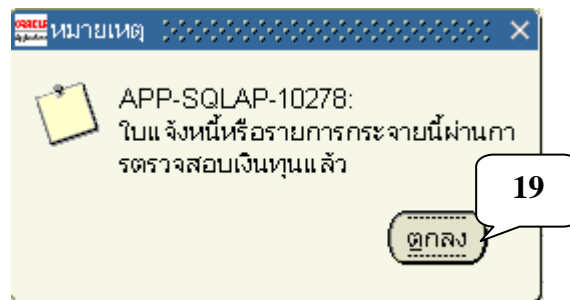 ORACLE
หมายเหตุ
APP-SQLAP-10278:
ใบแจ้งหนี้หรือรายการกระจายนี้ผ่านกา
รตรวจสอบเงินทุนแล้ว
19
ตกลง